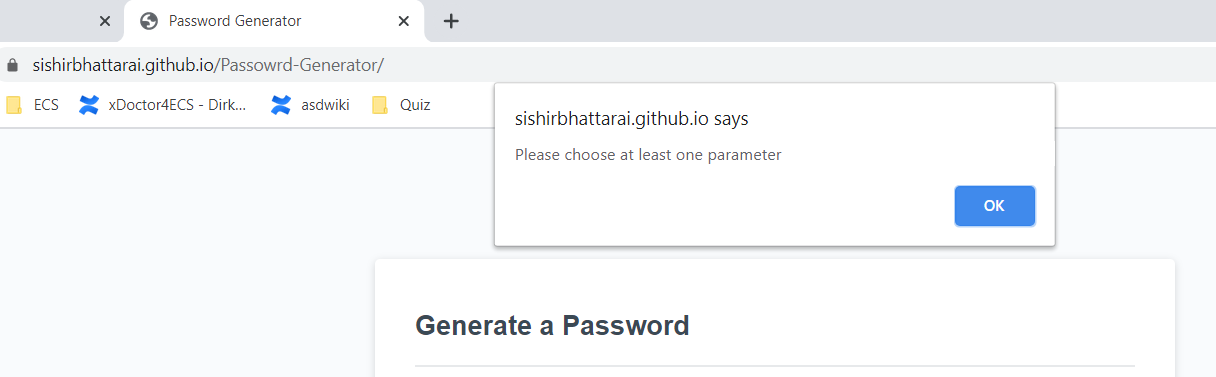 Password Generator
sishirbhattarai.github.io/Passowrd-Generator/
ECS xDoctor4ECS - Dirk... asdwiki Quiz
sishirbhattarai.github.io says
Please choose at least one parameter
OK
Generate a Password